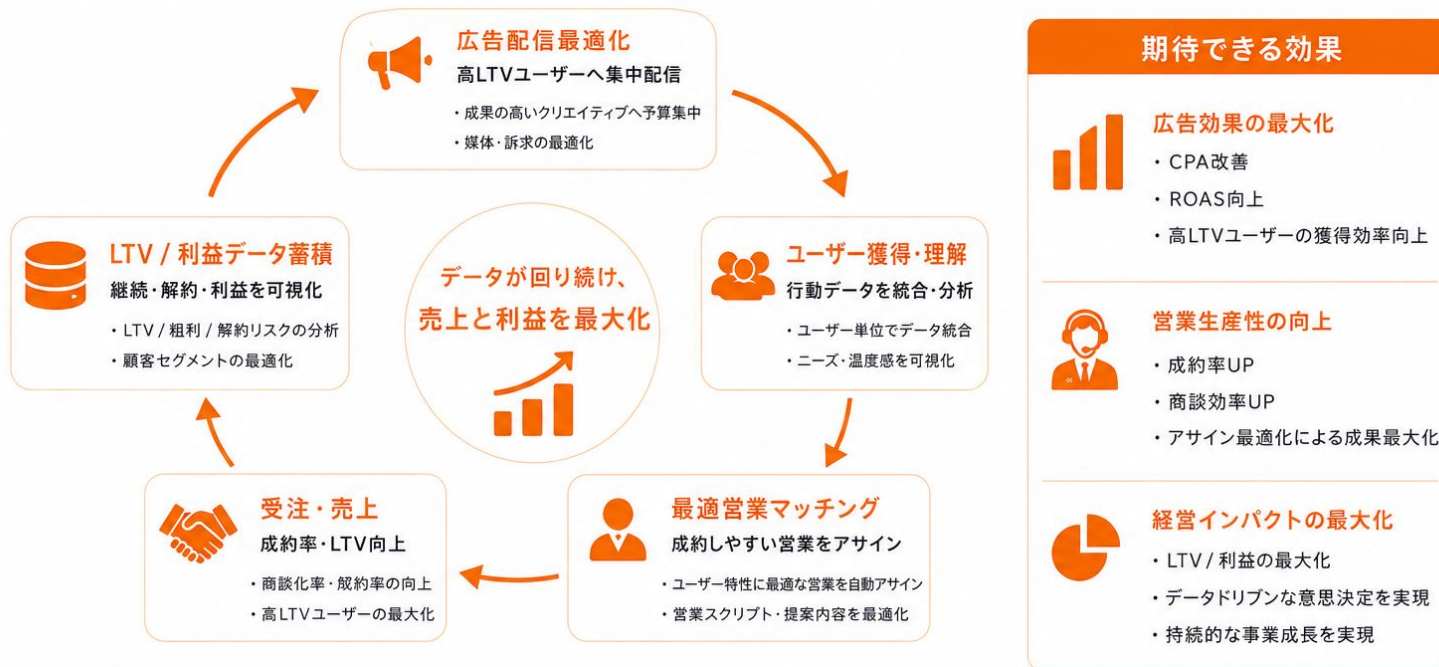 広告配信最適化
高LTVユーザーへ集中配信
・成果の高いクリエイティブへ予算集中
・媒体・訴求の最適化
ユーザー獲得・理解
行動データを統合・分析
・ユーザー単位でデータ統合
・ニーズ・温度感を可視化
最適営業マッチング
成約しやすい営業をアサイン
・ユーザー特性に最適な営業を自動アサイン
・営業スクリプト・提案内容を最適化
受注・売上
成約率・LTV向上
・商談化率・解約率の向上
・高LTVユーザーの最大化
LTV / 利益データ蓄積
継続・解約・利益を可視化
・LTV / 粗利 / 解約リスクの分析
・顧客セグメントの最適化
データが回り続け、
売上と利益を最大化
期待できる効果
広告効果の最大化
・CPA改善
・ROAS向上
・高LTVユーザーの獲得効率向上
営業生産性の向上
・成約率UP
・商談効率UP
・アサイン最適化による成果最大化
経営インパクトの最大化
・LTV / 利益の最大化
・データドリブンな意思決定を実現
・持続的な事業成長を実現